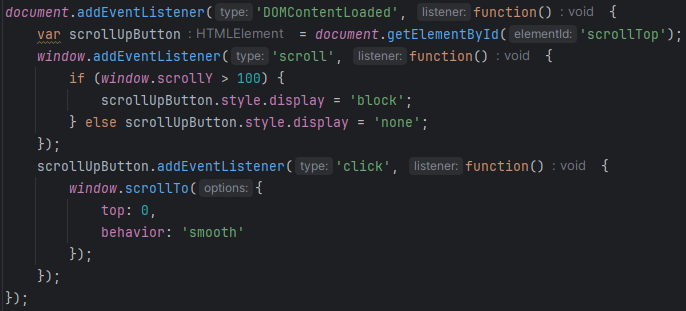 document.addEventListener( type: 'DOMContentLoaded', listener: function() : void {
    var scrollUpButton : HTMLElement = document.getElementById( elementId: 'scrollTop');
    window.addEventListener( type: 'scroll', listener: function() : void {
        if (window.scrollY > 100) {
            scrollUpButton.style.display = 'block';
        } else scrollUpButton.style.display = 'none';
    });
    scrollUpButton.addEventListener( type: 'click', listener: function() : void {
        window.scrollTo( options: {
            top: 0,
            behavior: 'smooth'
        });
    });
});